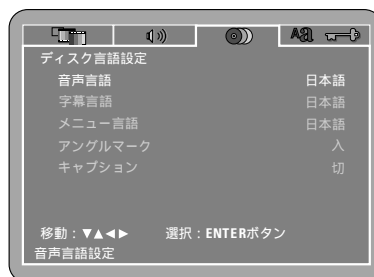 Aあ
ディスク言語設定
音声言語 日本語
字幕言語 日本語
メニュー言語 日本語
アングルマーク 入
キャプション 切
移動：▼▲◀▶ 選択：ENTERボタン
音声言語設定